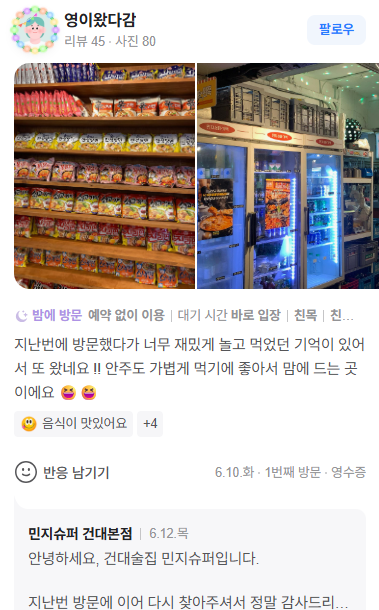 영이왔다감
리뷰 45 · 사진 80
팔로우
밤에 방문 예약 없이 이용 | 대기 시간 바로 입장 | 친목 | 친...
지난번에 방문했다가 너무 재밌게 놀고 먹었던 기억이 있어
서 또 왔네요 !! 안주도 가볍게 먹기에 좋아서 맘에 드는 곳
이에요 😆 😆
😋 음식이 맛있어요 +4
반응 남기기
6.10.화 · 1번째 방문 · 영수증
민지슈퍼 건대본점 | 6.12.목
안녕하세요, 건대술집 민지슈퍼입니다.
지난번 방문에 이어 다시 찾아주셔서 정말 감사드리...